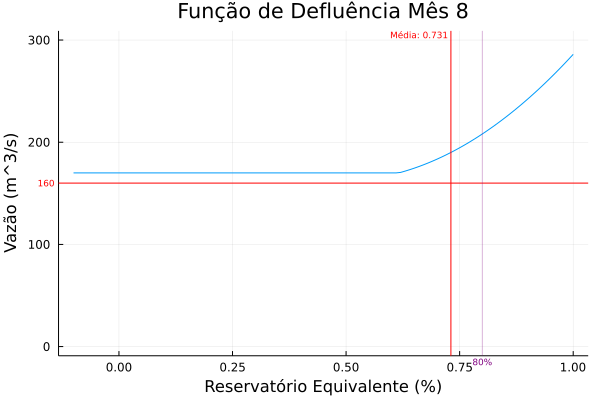 Função de Defluência Mês 8
Média: 0.731
300
200
160
100
0
Vazão (m^3/s)
0.00
0.25
0.50
0.75
80%
1.00
Reservatório Equivalente (%)